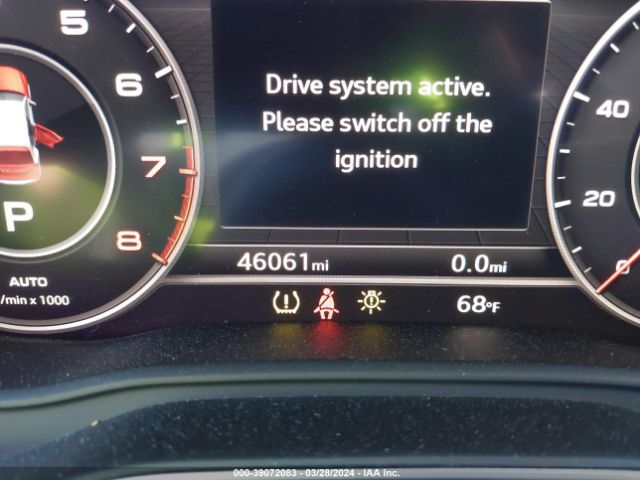 5
6
7
8
P
AUTO
/min x 1000
Drive system active.
Please switch off the
ignition
46061mi
0.0mi
68°F
40
20
0
000-39072083 - 03/28/2024 - IAA Inc.